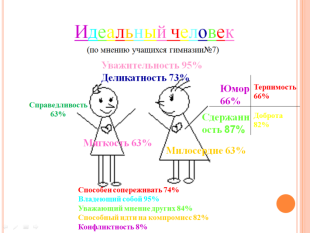 Идеальный человек
(по мнению учащихся гимназии№7)
Уважительность 95%
Деликатность 73%
Юмор
66%
Терпимость
66%
Справедливость
63%
Сдержанн
ость 87%
Доброта
82%
Мягкость 63%
Милосердие 63%
Способен сопереживать 74%
Владеющий собой 95%
Уважающий мнение других 84%
Способный идти на компромисс 82%
Конфликтность 8%